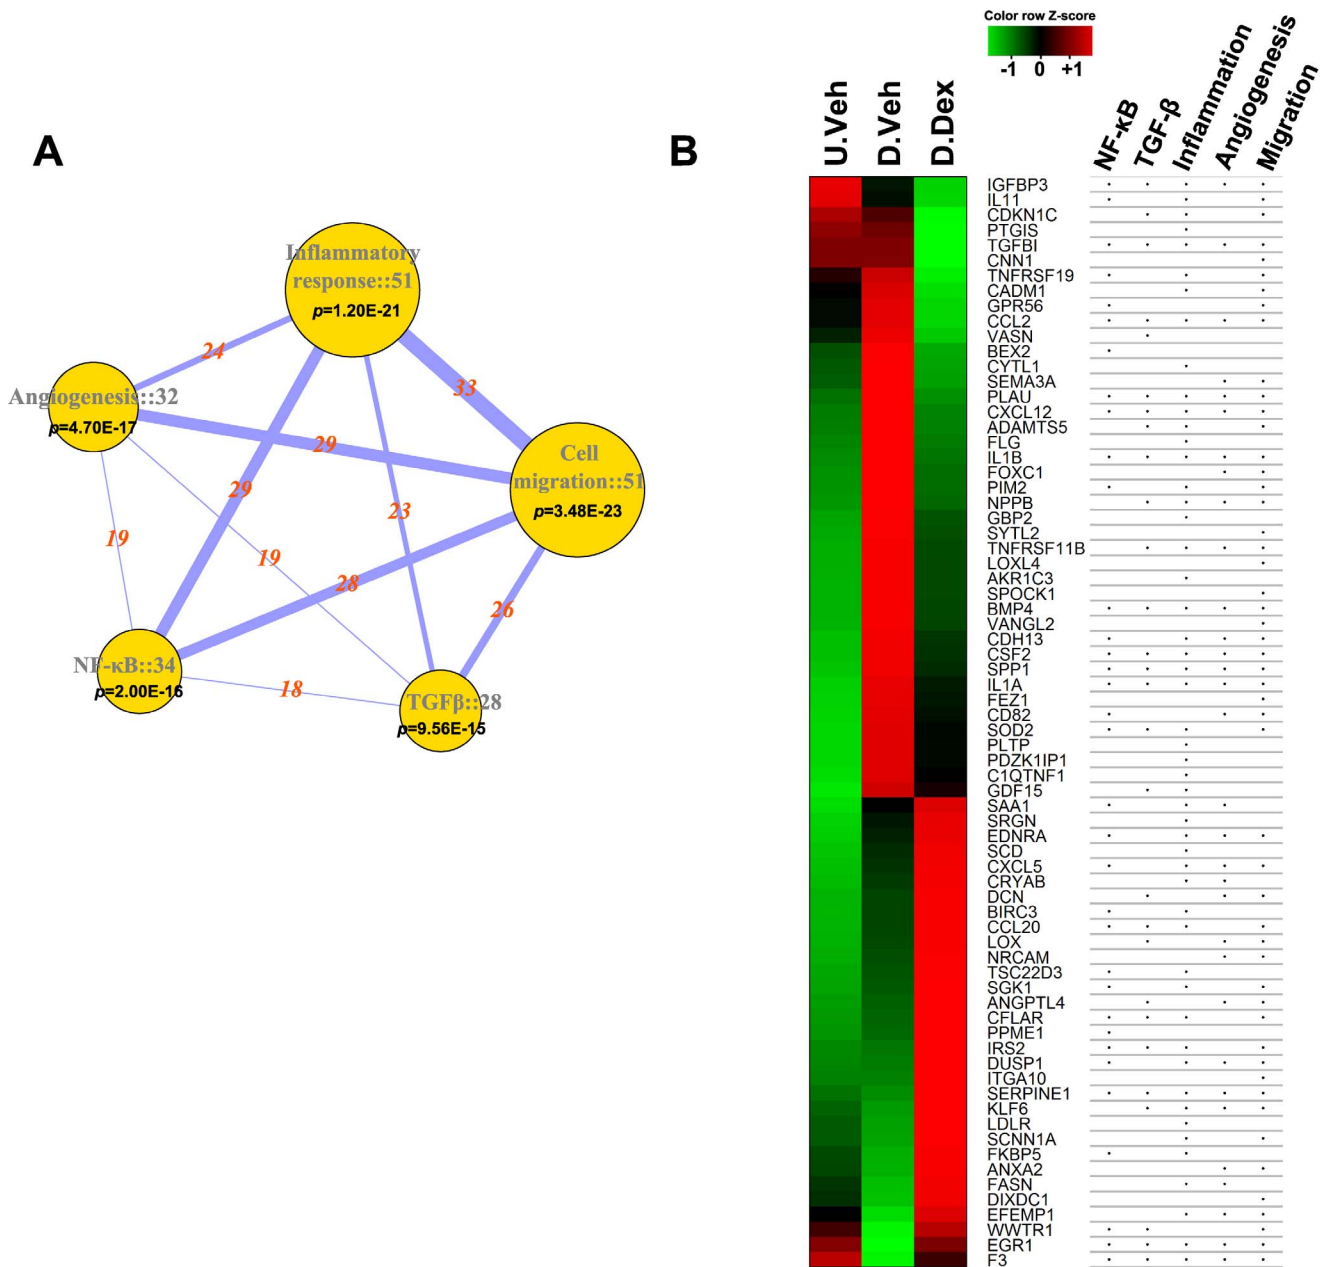 A
Inflammatory
response::51
p=1.20E-21
24
33
Angiogenesis::32
p=4.70E-17
29
Cell
migration::51
p=3.48E-23
29
23
19
19
28
26
NF-κB::34
p=2.00E-16
18
TGFβ::28
p=9.56E-15
B
Color row Z-score
-1 0 +1
U.Veh
D.Veh
D.Dex
NF-κB
TGF-β
Inflammation
Angiogenesis
Migration
IGFBP3
IL11
CDKN1C
PTGIS
TGFBI
CNN1
TNFRSF19
CADM1
GPR56
CCL2
VASN
BEX2
CYTL1
SEMA3A
PLAU
CXCL12
ADAMTS5
FLG
IL1B
FOXC1
PIM2
NPPB
GBP2
SYTL2
TNFRSF11B
LOXL4
AKR1C3
SPOCK1
BMP4
VANGL2
CDH13
CSF2
SPP1
IL1A
FEZ1
CD82
SOD2
PLTP
PDZK1IP1
C1QTNF1
GDF15
SAA1
SRGN
EDNRA
SCD
CXCL5
CRYAB
DCN
BIRC3
CCL20
LOX
NRCAM
TSC22D3
SGK1
ANGPTL4
CFLAR
PPME1
IRS2
DUSP1
ITGA10
SERPINE1
KLF6
LDLR
SCNN1A
FKBP5
ANXA2
FASN
DIXDC1
EFEMP1
WWTR1
EGR1
F3